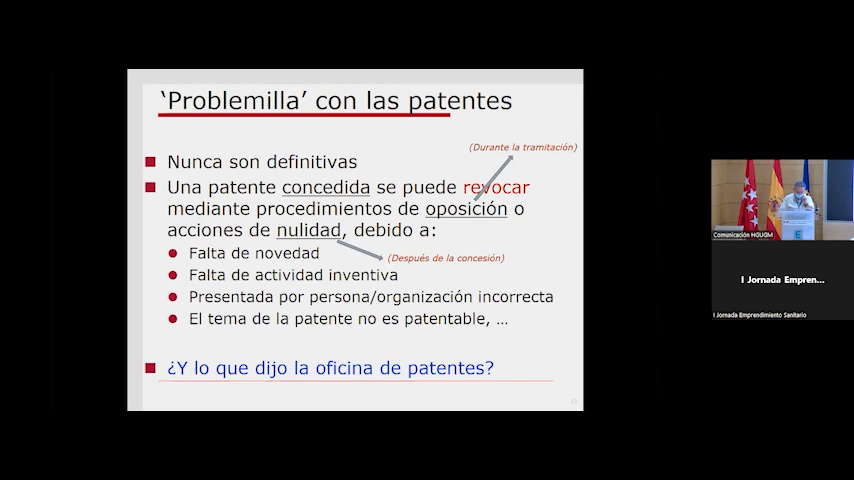 ‘Problemilla’ con las patentes
(Durante la tramitación)
Nunca son definitivas
Una patente concedida se puede revocar
mediante procedimientos de oposición o
acciones de nulidad, debido a:
Falta de novedad
(Después de la concesión)
Falta de actividad inventiva
Presentada por persona/organización incorrecta
El tema de la patente no es patentable, ...
¿Y lo que dijo la oficina de patentes?
15
Comunicación HGUGM
I Jornada Empren...
I Jornada Emprendimiento Sanitario